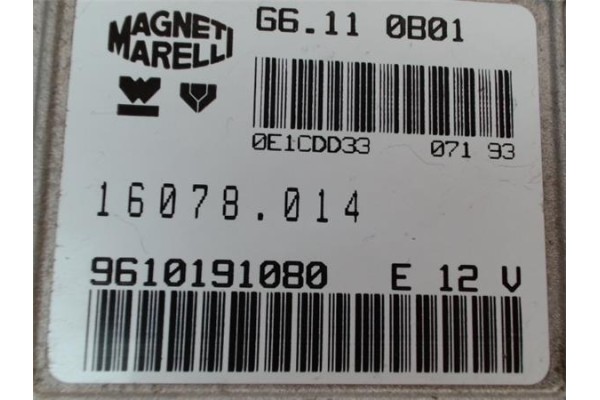 MAGNETI
MARELLI
G6.11 0B01
0E1CDD33 071 93
16078.014
9610191080 E 12 V